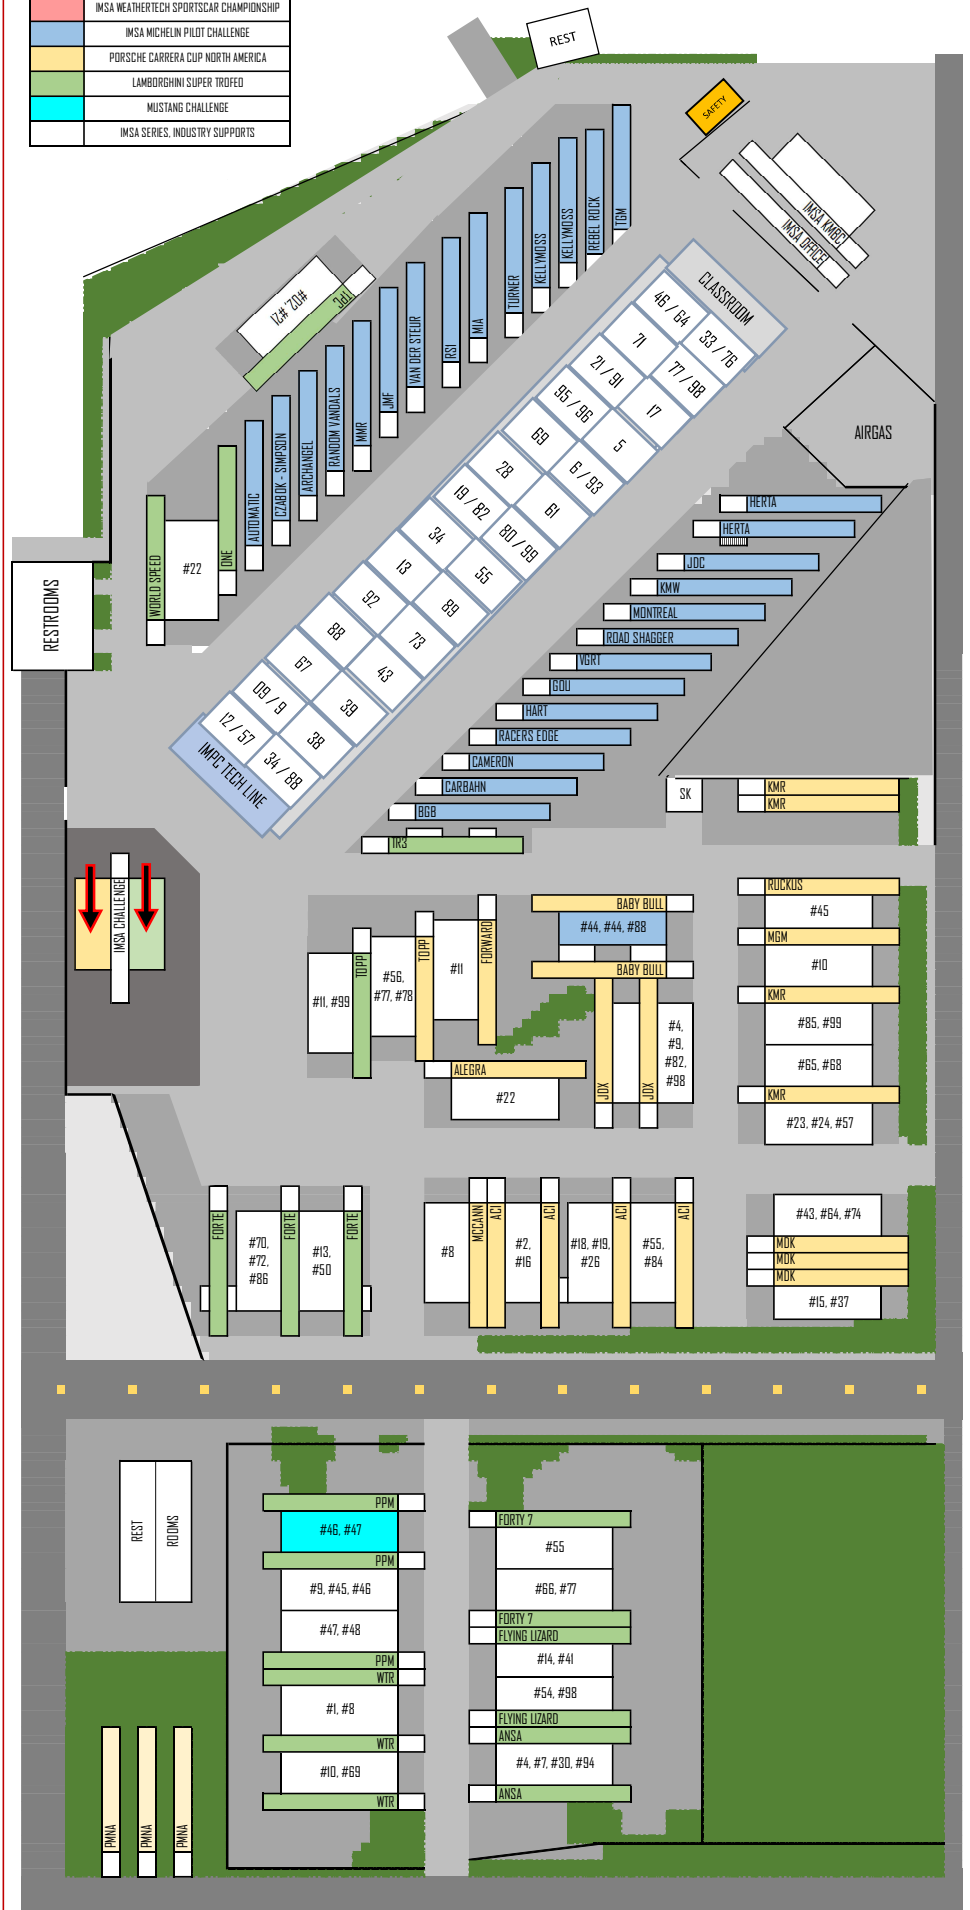 IMSA WEATHERTECH SPORTSCAR CHAMPIONSHIP
IMSA MICHELIN PILOT CHALLENGE
PORSCHE CARRERA CUP NORTH AMERICA
LAMBORGHINI SUPER TROFEO
MUSTANG CHALLENGE
IMSA SERIES, INDUSTRY SUPPORTS
REST
SAFETY
IMSA KMBC
IMSA OFFICE
TGM
REBEL ROCK
KELLYMOSS
KELLYMOSS
TURNER
MIA
RS1
VAN DER STEUR
JMF
MMR
RANDOM VANDALS
ARCHANGEL
CZABOK - SIMPSON
AUTOMATIC
TPC
#02, #21
ONE
#22
WORLD SPEED
RESTROOMS
CLASSROOM
46 / 64
33 / 76
71
77 / 98
21 / 91
17
95 / 96
5
69
6 / 93
28
61
19 / 82
80 / 99
34
55
13
89
92
73
88
43
67
39
09 / 9
38
12 / 57
34 / 88
IMPC TECH LINE
AIRGAS
HERTA
HERTA
JDC
KMW
MONTREAL
ROAD SHAGGER
VGRT
GOU
HART
RACERS EDGE
CAMERON
CARBAHN
BGB
TR3
SK
KMR
KMR
IMSA CHALLENGE
#11, #99
TOPP
#56,
#77, #78
TOPP
#11
FORWARD
BABY BULL
#44, #44, #88
BABY BULL
JDX
JDX
#4,
#9,
#82,
#98
ALEGRA
#22
RUCKUS
#45
MGM
#10
KMR
#85, #99
#65, #68
KMR
#23, #24, #57
FORTE
#70,
#72,
#86
FORTE
#13,
#50
FORTE
#8
MCCANN
ACI
#2,
#16
ACI
#18, #19,
#26
ACI
#55,
#84
ACI
#43, #64, #74
MDK
MDK
MDK
#15, #37
REST
ROOMS
PPM
#46, #47
PPM
#9, #45, #46
#47, #48
PPM
WTR
#1, #8
WTR
#10, #69
WTR
FORTY 7
#55
#66, #77
FORTY 7
FLYING LIZARD
#14, #41
#54, #98
FLYING LIZARD
ANSA
#4, #7, #30, #94
ANSA
PMNA
PMNA
PMNA